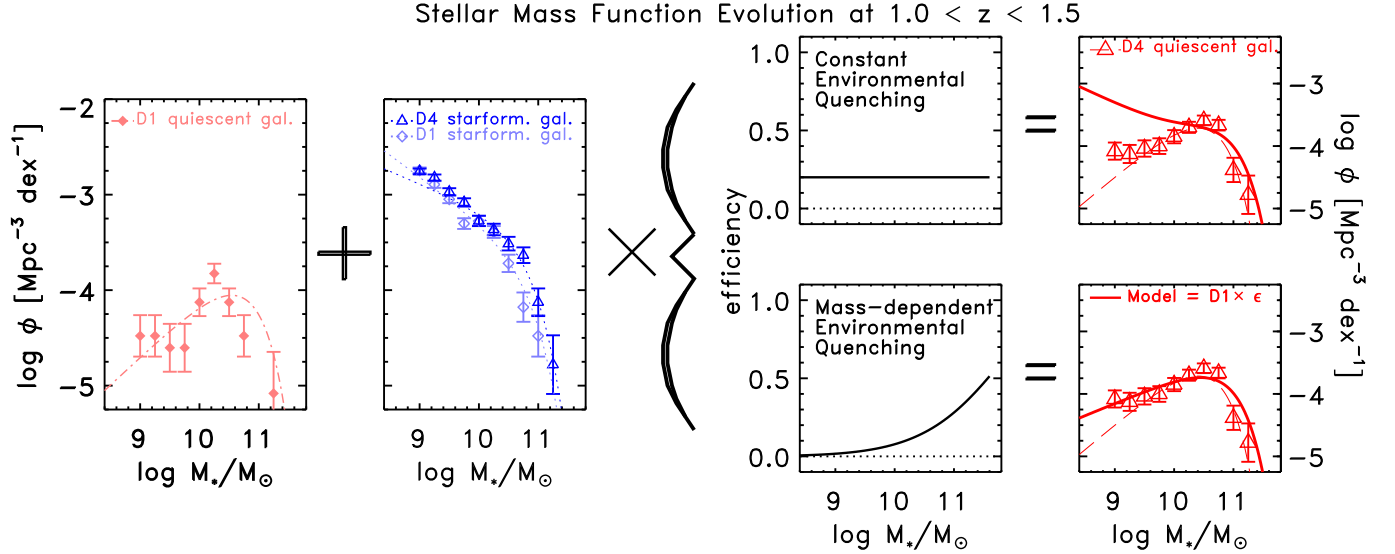 Stellar Mass Function Evolution at 1.0 < z < 1.5
−2
−3
−4
−5
log ϕ [Mpc⁻³ dex⁻¹]
D1 quiescent gal.
9 10 11
log M*/M⊙
+
D4 starform. gal.
D1 starform. gal.
9 10 11
log M*/M⊙
×
efficiency
1.0
0.5
0.0
Constant
Environmental
Quenching
=
D4 quiescent gal.
−3
−4
−5
1.0
0.5
0.0
Mass−dependent
Environmental
Quenching
9 10 11
log M*/M⊙
=
Model = D1× ϵ
−3
−4
−5
9 10 11
log M*/M⊙
log ϕ [Mpc⁻³ dex⁻¹]